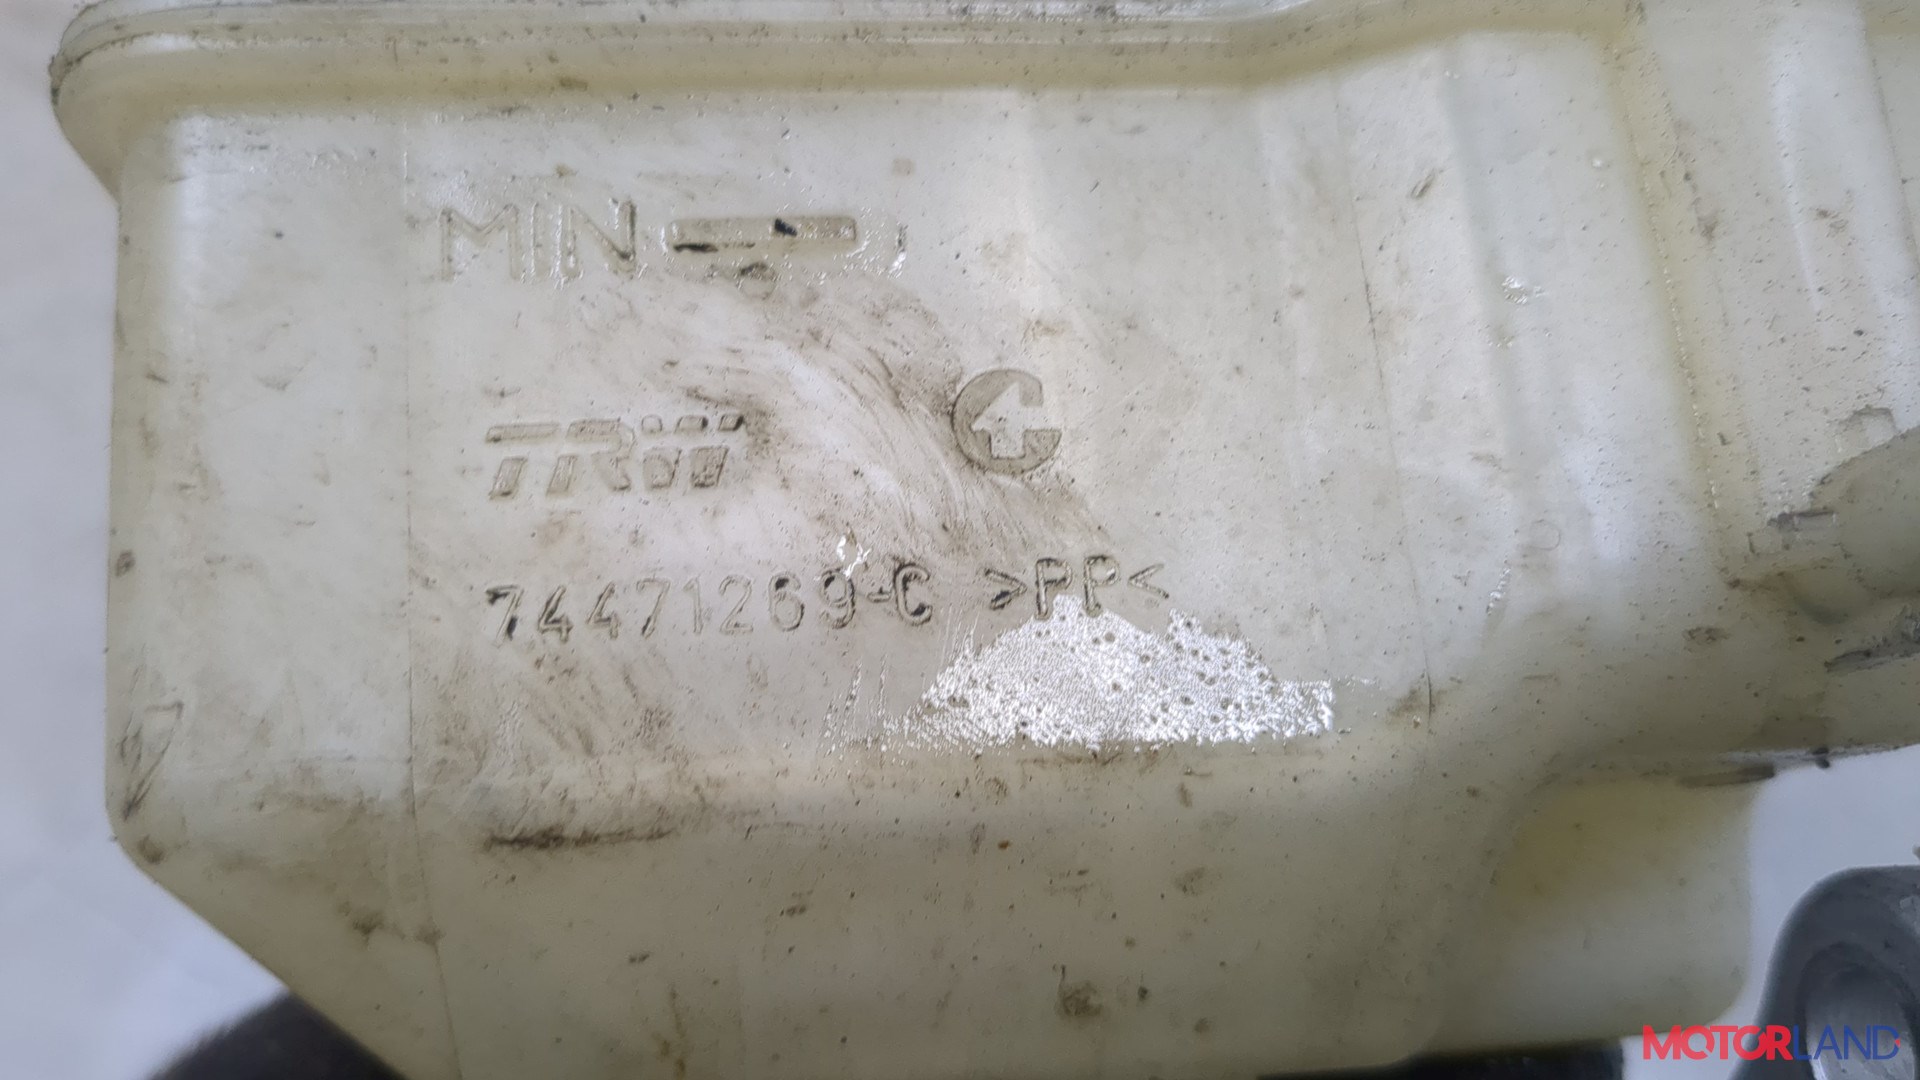 MIN
TRW
74471269-C >PP<
MOTORLAND